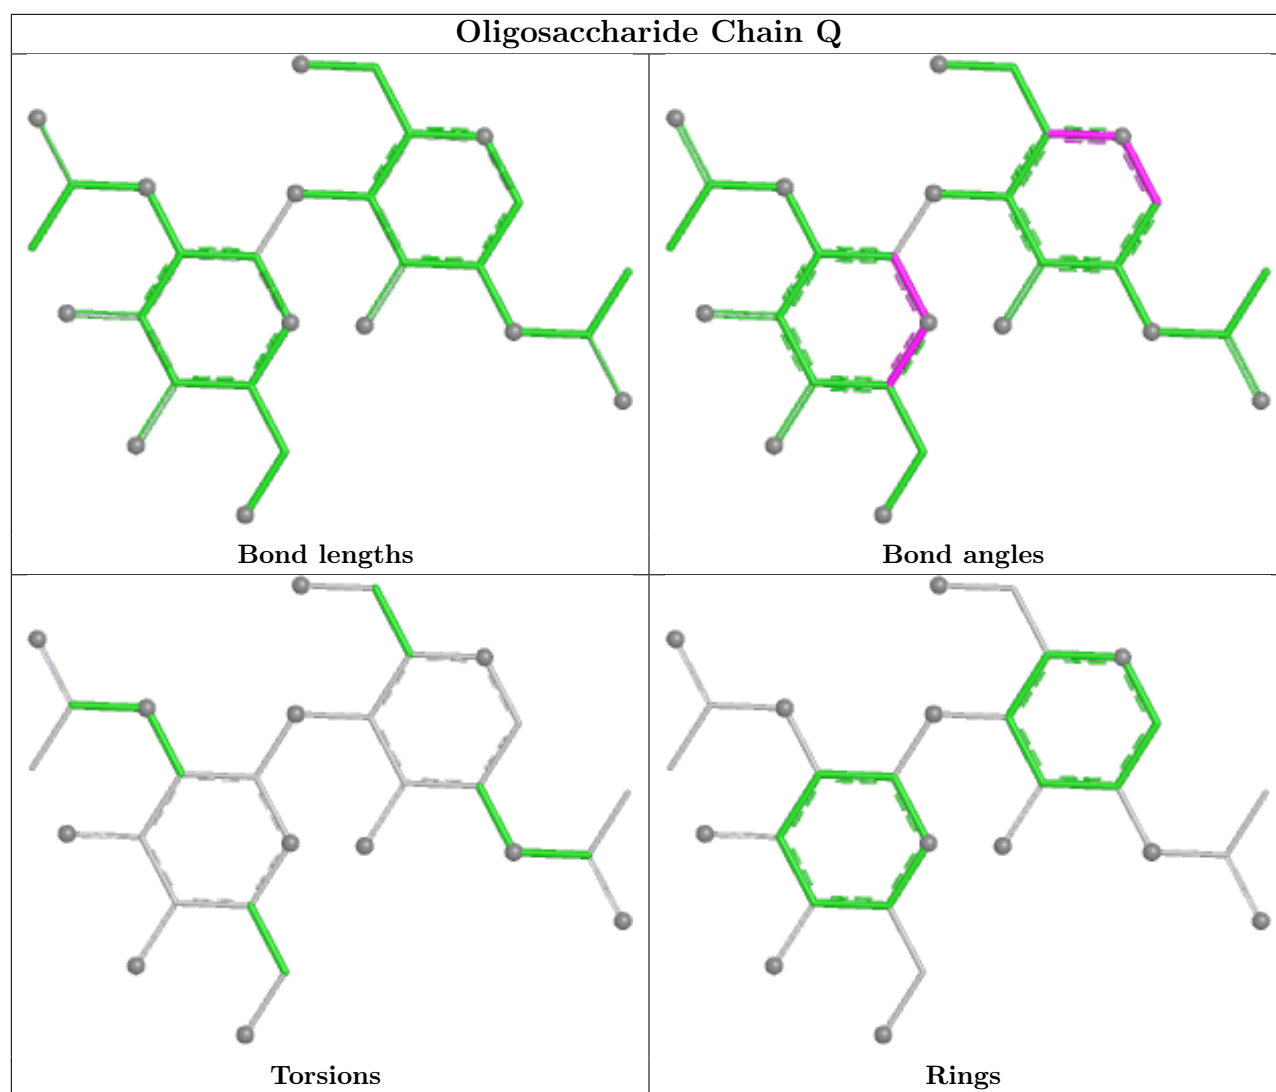 Oligosaccharide Chain Q
Bond lengths
Bond angles
Torsions
Rings